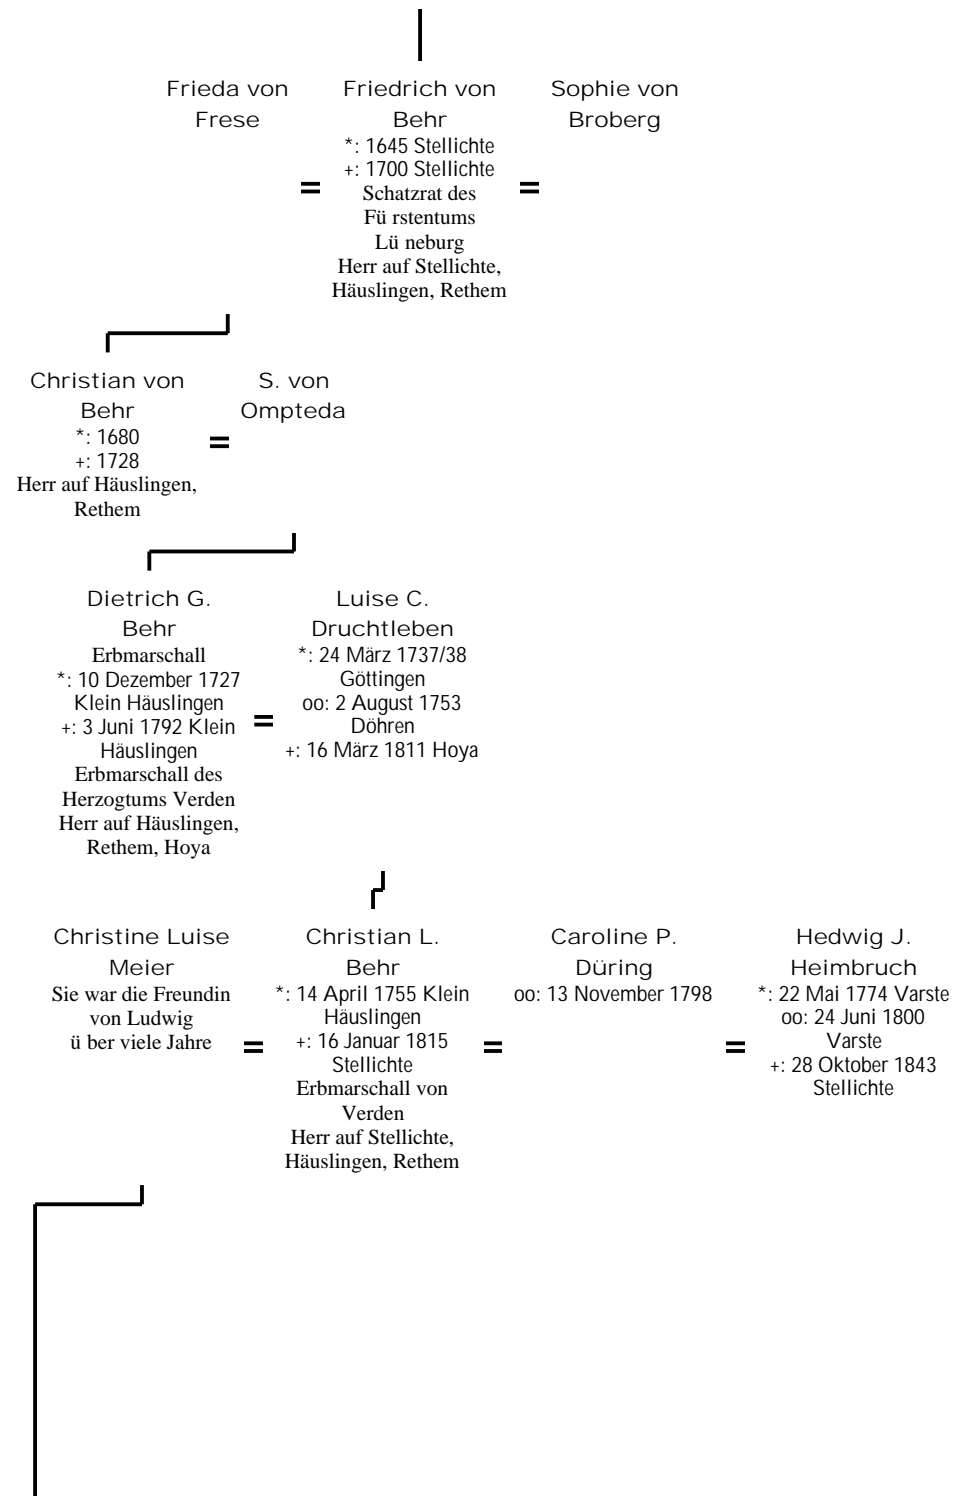 Frieda von
Frese
=
Friedrich von
Behr
*: 1645 Stellichte
+: 1700 Stellichte
Schatzrat des
Fü rstentums
Lü neburg
Herr auf Stellichte,
Häuslingen, Rethem
=
Sophie von
Broberg
Christian von
Behr
*: 1680
+: 1728
Herr auf Häuslingen,
Rethem
=
S. von
Ompteda
Dietrich G.
Behr
Erbmarschall
*: 10 Dezember 1727
Klein Häuslingen
+: 3 Juni 1792 Klein
Häuslingen
Erbmarschall des
Herzogtums Verden
Herr auf Häuslingen,
Rethem, Hoya
=
Luise C.
Druchtleben
*: 24 März 1737/38
Göttingen
oo: 2 August 1753
Döhren
+: 16 März 1811 Hoya
Christine Luise
Meier
Sie war die Freundin
von Ludwig
ü ber viele Jahre
=
Christian L.
Behr
*: 14 April 1755 Klein
Häuslingen
+: 16 Januar 1815
Stellichte
Erbmarschall von
Verden
Herr auf Stellichte,
Häuslingen, Rethem
=
Caroline P.
Düring
oo: 13 November 1798
=
Hedwig J.
Heimbruch
*: 22 Mai 1774 Varste
oo: 24 Juni 1800
Varste
+: 28 Oktober 1843
Stellichte